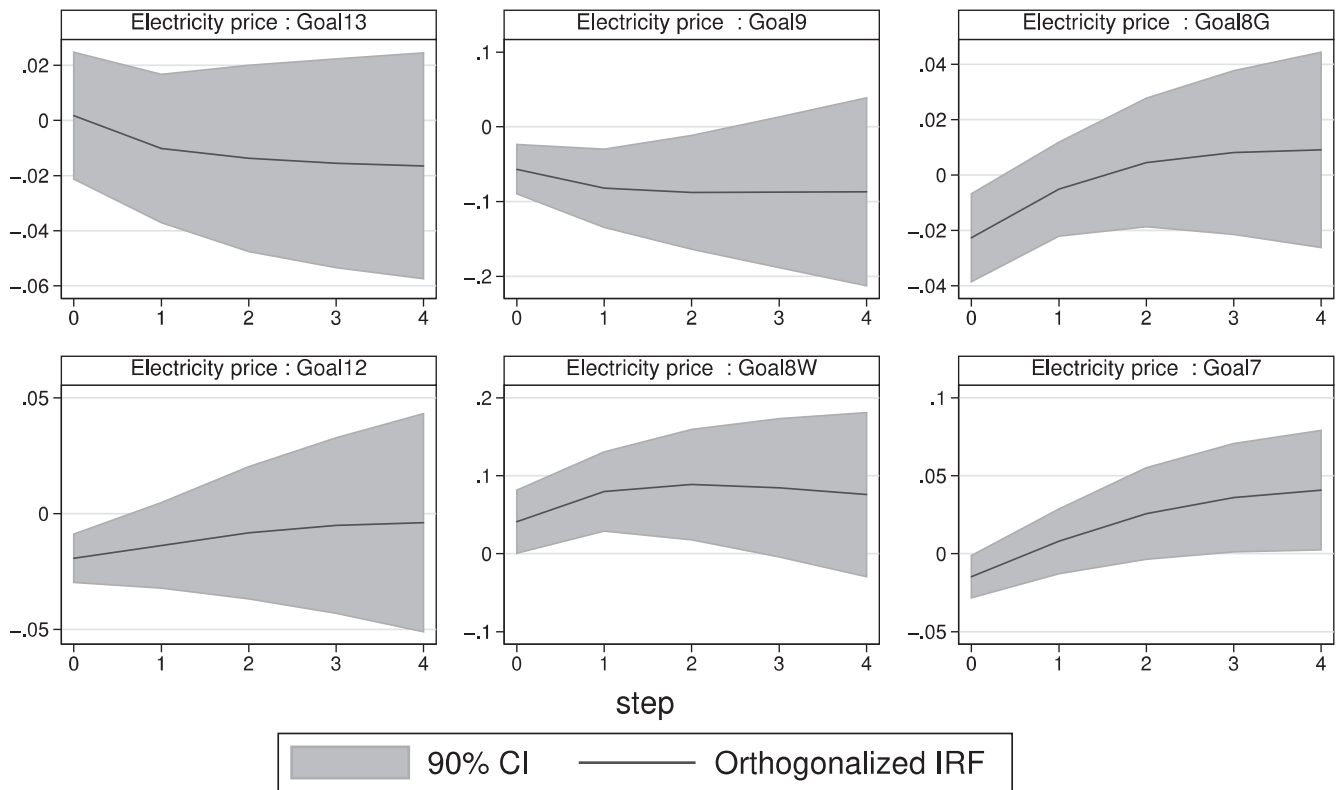 Electricity price : Goal13
Electricity price : Goal9
Electricity price : Goal8G
.02
0
−.02
−.04
−.06
0 1 2 3 4
.1
0
−.1
−.2
0 1 2 3 4
.04
.02
0
−.02
−.04
0 1 2 3 4
Electricity price : Goal12
Electricity price : Goal8W
Electricity price : Goal7
.05
0
−.05
0 1 2 3 4
.2
.1
0
−.1
0 1 2 3 4
.1
.05
0
−.05
0 1 2 3 4
step
90% CI
Orthogonalized IRF